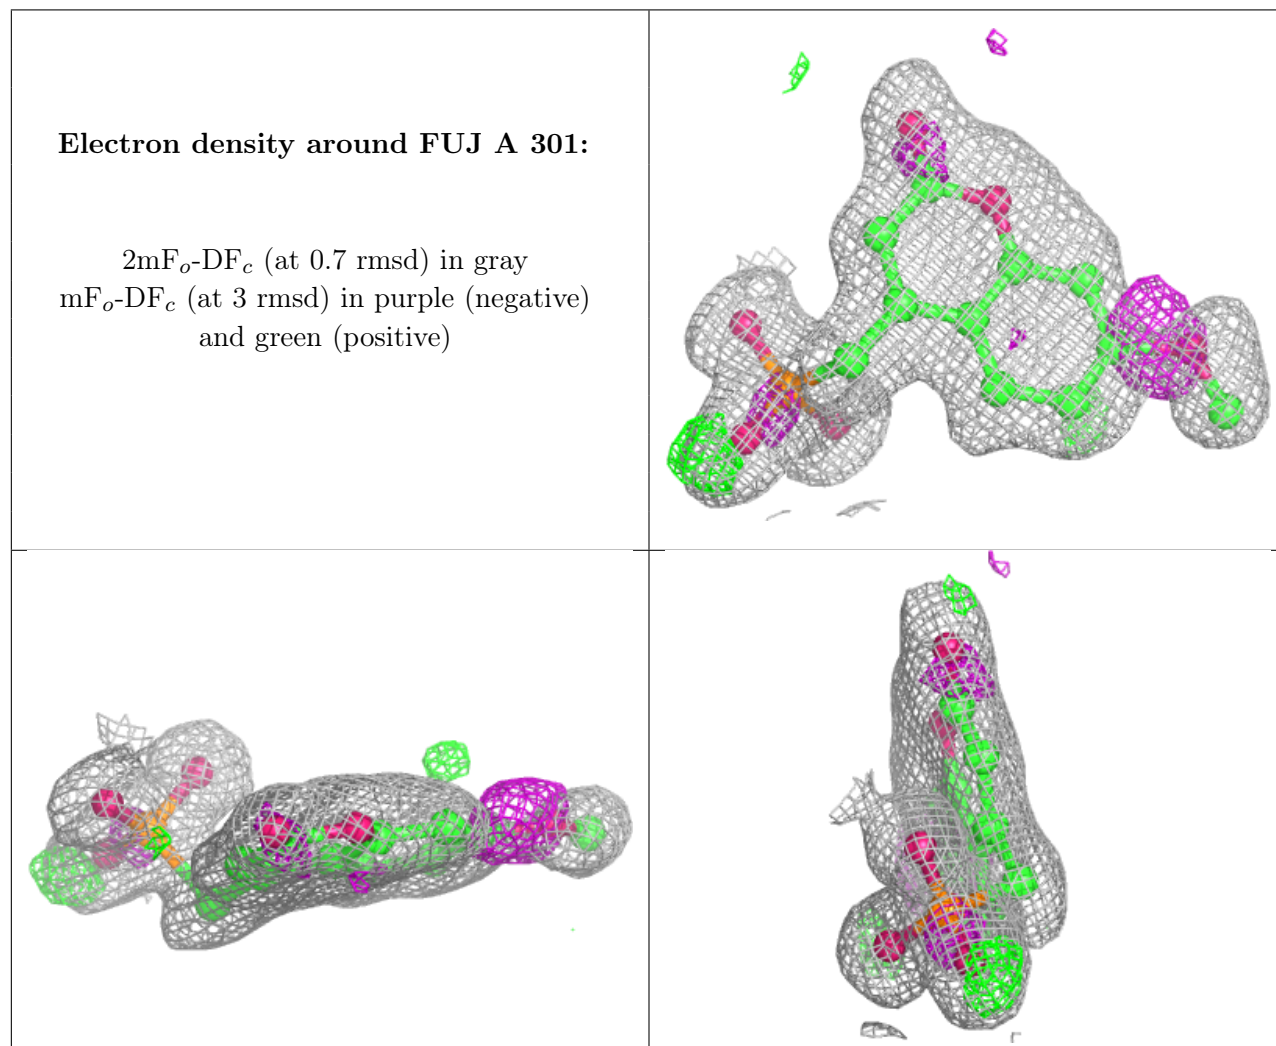 Electron density around FUJ A 301:
2mFo-DFc (at 0.7 rmsd) in gray
mFo-DFc (at 3 rmsd) in purple (negative)
and green (positive)